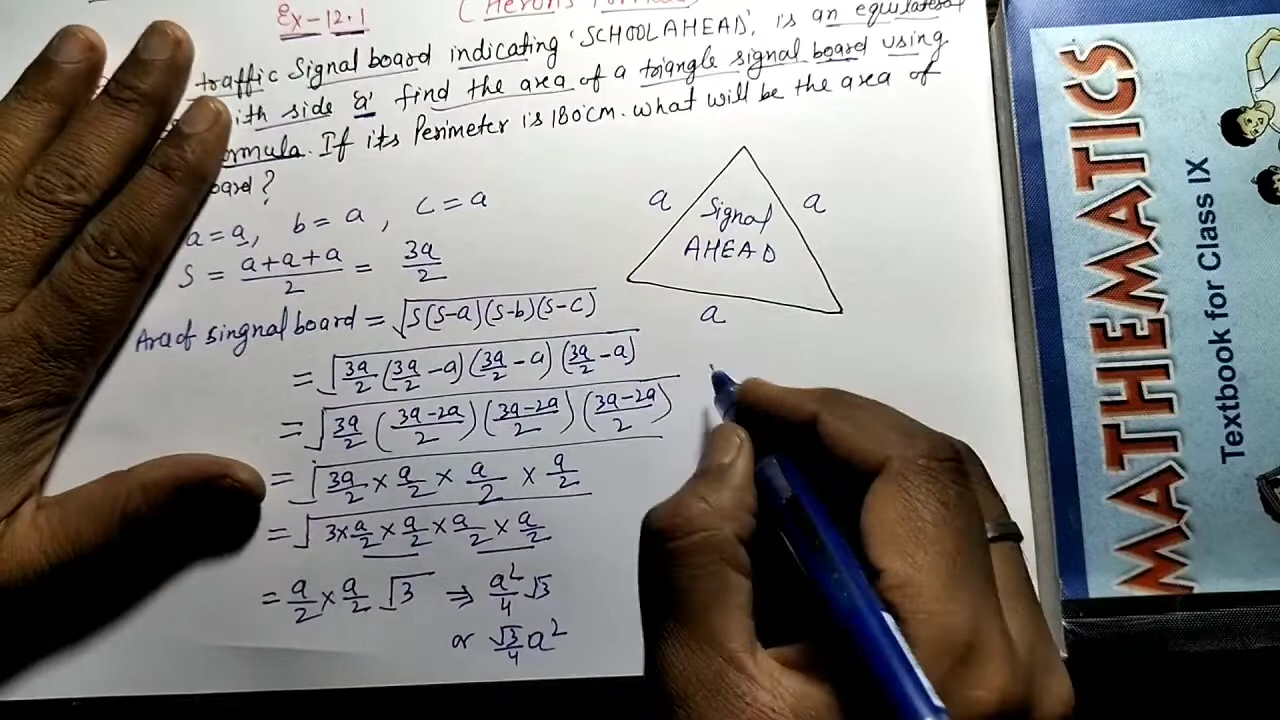 Ex-12.1
(Heron's Formula)
traffic Signal board indicating 'SCHOOL AHEAD', is an equilateral
with side 'a' find the area of a triangle signal board using
formula. If its Perimeter is 180cm. what will be the area of
board?
a = a, b = a, c = a
S = a+a+a/2 = 3a/2
Ara of singnal board = √S(S-a)(S-b)(S-c)
= √3a/2 (3a/2 - a) (3a/2 - a) (3a/2 - a)
= √3a/2 (3a-2a/2) (3a-2a/2) (3a-2a/2)
= √3a/2 × a/2 × a/2 × a/2
= √3×a/2 × a/2 × a/2 × a/2
= a/2 × a/2 √3 ⇒ a²/4 √3
or √3/4 a²
a
a
Signal
AHEAD
a
MATHEMATICS
Textbook for Class IX